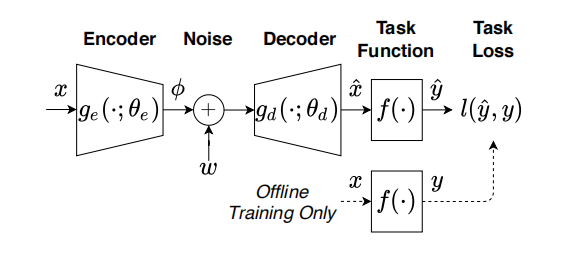 Encoder Noise Decoder Task Function Task Loss
x g_e(·; θ_e) ϕ + g_d(·; θ_d) x̂ f(·) ŷ l(ŷ, y)
w
Offline
Training Only
x f(·) y